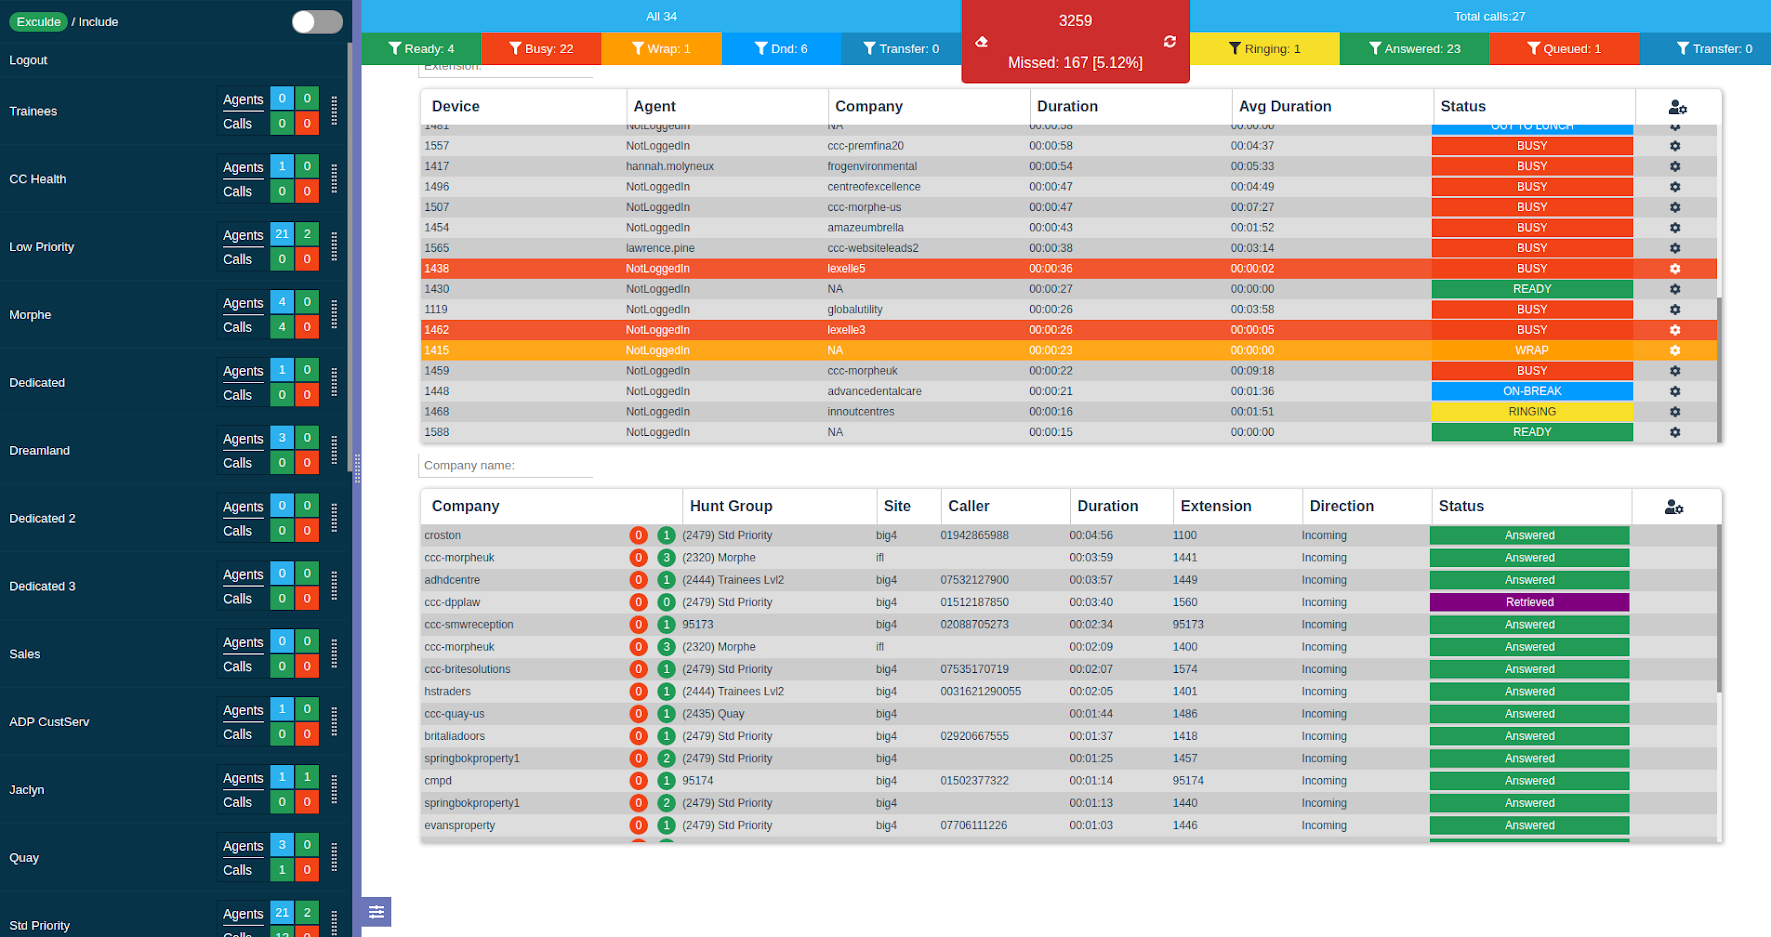 Exculde / Include
Logout
Trainees Agents 0 0
Calls 0 0
CC Health Agents 1 0
Calls 0 0
Low Priority Agents 21 2
Calls 0 0
Morphe Agents 4 0
Calls 4 0
Dedicated Agents 1 0
Calls 0 0
Dreamland Agents 3 0
Calls 0 0
Dedicated 2 Agents 0 0
Calls 0 0
Dedicated 3 Agents 0 0
Calls 0 0
Sales Agents 0 0
Calls 0 0
ADP CustServ Agents 1 0
Calls 0 0
Jaclyn Agents 1 1
Calls 0 0
Quay Agents 3 0
Calls 1 0
Std Priority Agents 21 2
Calls 13 0
All 34
Ready: 4 Busy: 22 Wrap: 1 Dnd: 6 Transfer: 0
3259
Missed: 167 [5.12%]
Total calls:27
Ringing: 1 Answered: 23 Queued: 1 Transfer: 0
Extension:
Device Agent Company Duration Avg Duration Status
1481 NotLoggedIn NA 00:00:58 00:00:00 OUT TO LUNCH
1557 NotLoggedIn ccc-premfina20 00:00:58 00:04:37 BUSY
1417 hannah.molyneux frogenvironmental 00:00:54 00:05:33 BUSY
1496 NotLoggedIn centreofexcellence 00:00:47 00:04:49 BUSY
1507 NotLoggedIn ccc-morphe-us 00:00:47 00:07:27 BUSY
1454 NotLoggedIn amazeumbrella 00:00:43 00:01:52 BUSY
1565 lawrence.pine ccc-websiteleads2 00:00:38 00:03:14 BUSY
1438 NotLoggedIn lexelle5 00:00:36 00:00:02 BUSY
1430 NotLoggedIn NA 00:00:27 00:00:00 READY
1119 NotLoggedIn globalutility 00:00:26 00:03:58 BUSY
1462 NotLoggedIn lexelle3 00:00:26 00:00:05 BUSY
1415 NotLoggedIn NA 00:00:23 00:00:00 WRAP
1459 NotLoggedIn ccc-morpheuk 00:00:22 00:09:18 BUSY
1448 NotLoggedIn advancedentalcare 00:00:21 00:01:36 ON-BREAK
1468 NotLoggedIn innoutcentres 00:00:16 00:01:51 RINGING
1588 NotLoggedIn NA 00:00:15 00:00:00 READY
Company name:
Company Hunt Group Site Caller Duration Extension Direction Status
croston 0 1 (2479) Std Priority big4 01942865988 00:04:56 1100 Incoming Answered
ccc-morpheuk 0 3 (2320) Morphe ifl 00:03:59 1441 Incoming Answered
adhdcentre 0 1 (2444) Trainees Lvl2 big4 07532127900 00:03:57 1449 Incoming Answered
ccc-dpplaw 0 0 (2479) Std Priority big4 01512187850 00:03:40 1560 Incoming Retrieved
ccc-smwreception 0 1 95173 big4 02088705273 00:02:34 95173 Incoming Answered
ccc-morpheuk 0 3 (2320) Morphe ifl 00:02:09 1400 Incoming Answered
ccc-britesolutions 0 1 (2479) Std Priority big4 07535170719 00:02:07 1574 Incoming Answered
hstraders 0 1 (2444) Trainees Lvl2 big4 0031621290055 00:02:05 1401 Incoming Answered
ccc-quay-us 0 1 (2435) Quay big4 00:01:44 1486 Incoming Answered
britaliadoors 0 1 (2479) Std Priority big4 02920667555 00:01:37 1418 Incoming Answered
springbokproperty1 0 2 (2479) Std Priority big4 00:01:25 1457 Incoming Answered
cmpd 0 1 95174 big4 01502377322 00:01:14 95174 Incoming Answered
springbokproperty1 0 2 (2479) Std Priority big4 00:01:13 1440 Incoming Answered
evansproperty 0 1 (2479) Std Priority big4 07706111226 00:01:03 1446 Incoming Answered